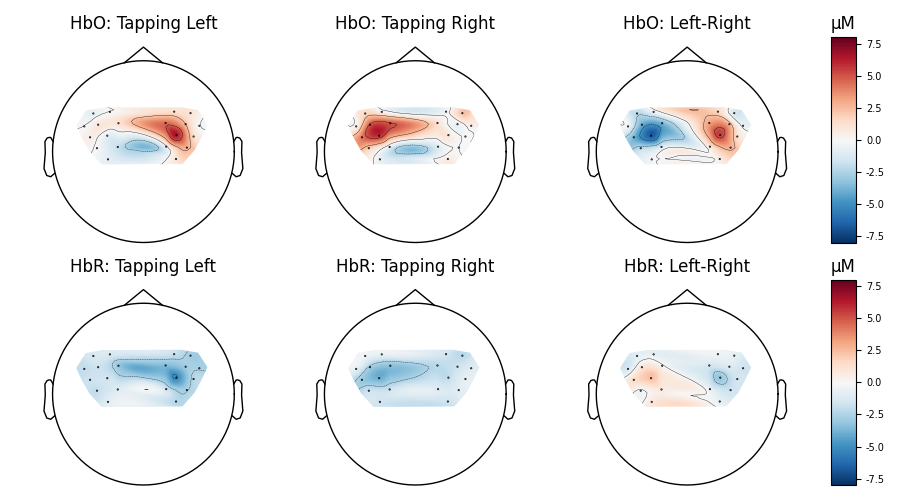 HbO: Tapping Left
HbO: Tapping Right
HbO: Left-Right
μM
7.5
5.0
2.5
0.0
-2.5
-5.0
-7.5
HbR: Tapping Left
HbR: Tapping Right
HbR: Left-Right
μM
7.5
5.0
2.5
0.0
-2.5
-5.0
-7.5